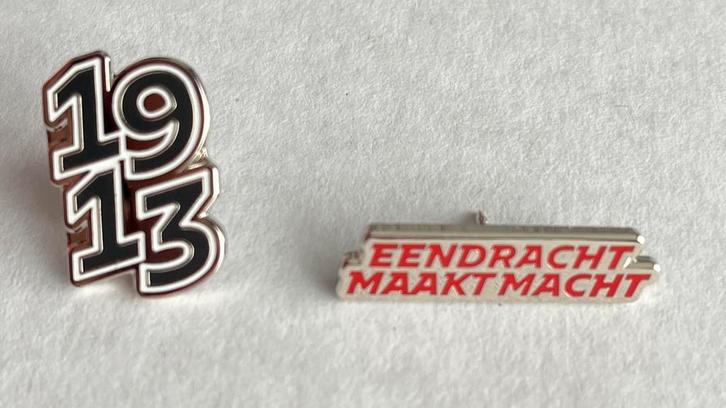 19
13
EENDRACHT
MAAKT MACHT